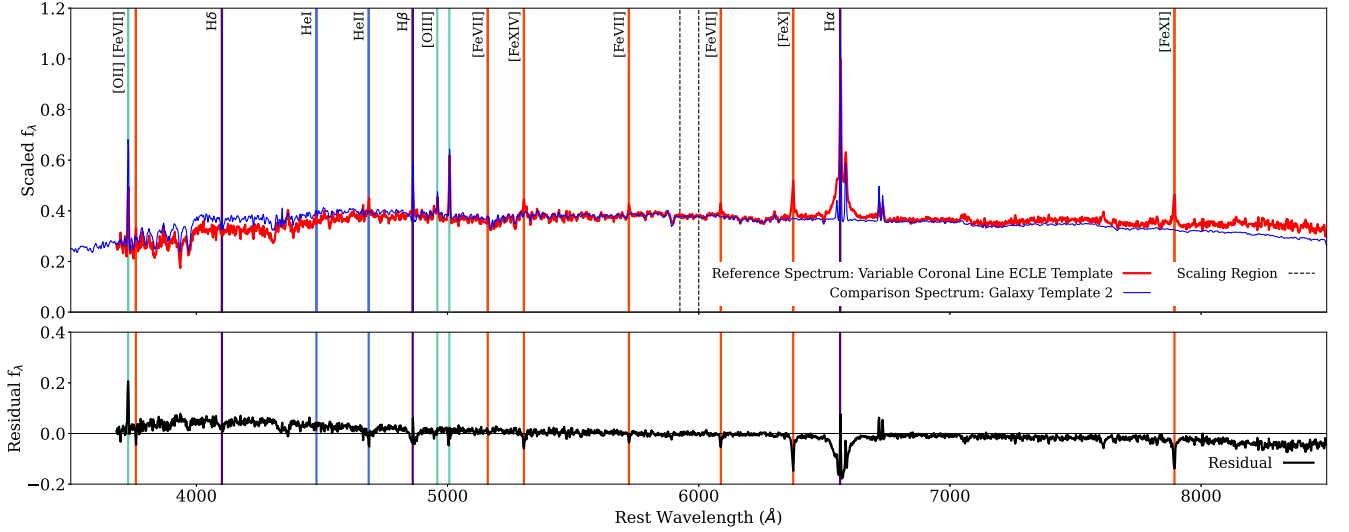 1.2
1.0
0.8
0.6
0.4
0.2
0.0
Scaled f_λ
[OII] [FeVII]
Hδ
HeI
HeII
Hβ
[OIII]
[FeVII]
[FeXIV]
[FeVII]
[FeVII]
[FeX]
Hα
[FeXI]
Reference Spectrum: Variable Coronal Line ECLE Template
Comparison Spectrum: Galaxy Template 2
Scaling Region
0.4
0.2
0.0
−0.2
Residual f_λ
Residual
4000 5000 6000 7000 8000
Rest Wavelength (Å)